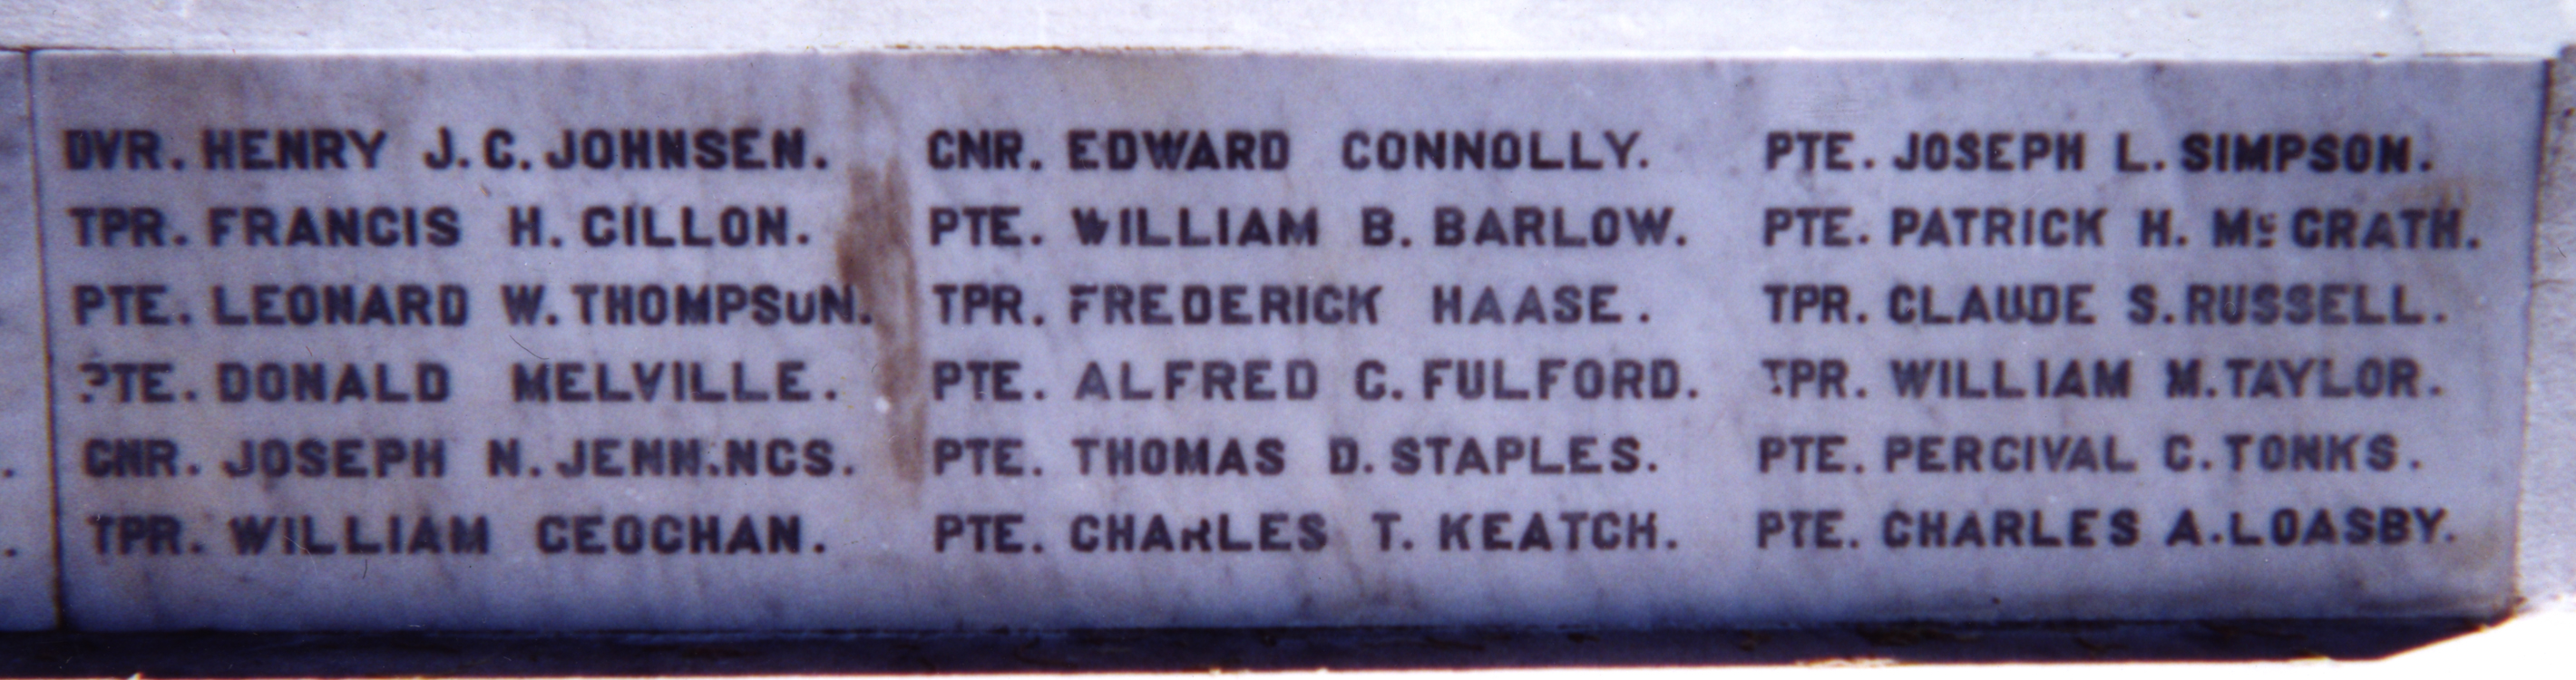 DVR. HENRY J. C. JOHNSEN.
TPR. FRANCIS H. GILLON.
PTE. LEONARD W. THOMPSON.
PTE. DONALD MELVILLE.
GNR. JOSEPH N. JENNINGS.
TPR. WILLIAM GEOGHAN.
GNR. EDWARD CONNOLLY.
PTE. WILLIAM B. BARLOW.
TPR. FREDERICK HAASE.
PTE. ALFRED C. FULFORD.
PTE. THOMAS D. STAPLES.
PTE. CHARLES T. KEATCH.
PTE. JOSEPH L. SIMPSON.
PTE. PATRICK H. McGRATH.
TPR. CLAUDE S. RUSSELL.
TPR. WILLIAM M. TAYLOR.
PTE. PERCIVAL C. TONKS.
PTE. CHARLES A. LOASBY.